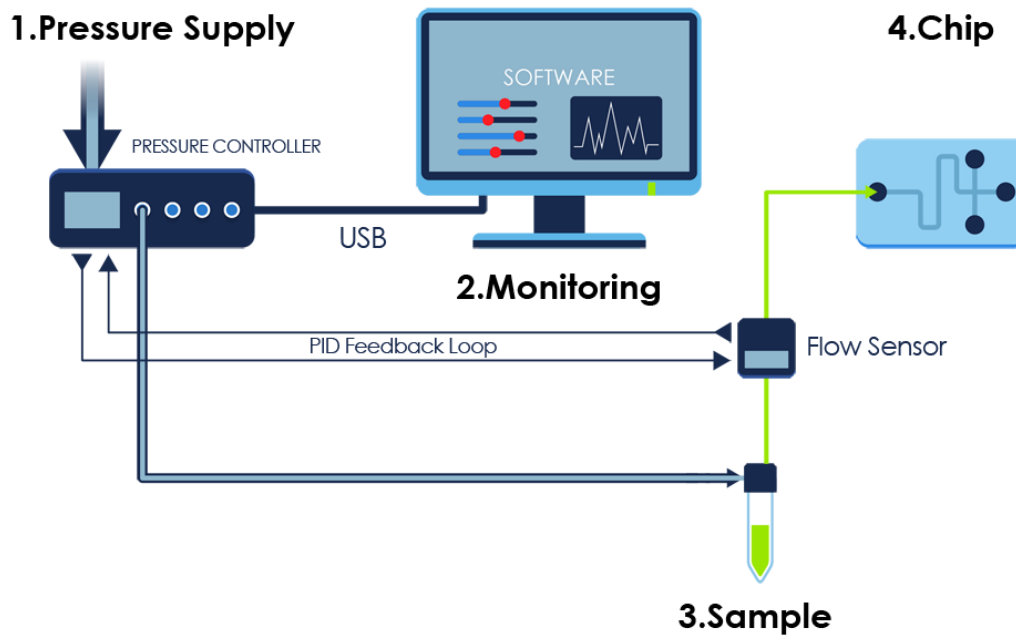 1.Pressure Supply
4.Chip
SOFTWARE
PRESSURE CONTROLLER
USB
2.Monitoring
PID Feedback Loop
Flow Sensor
3.Sample